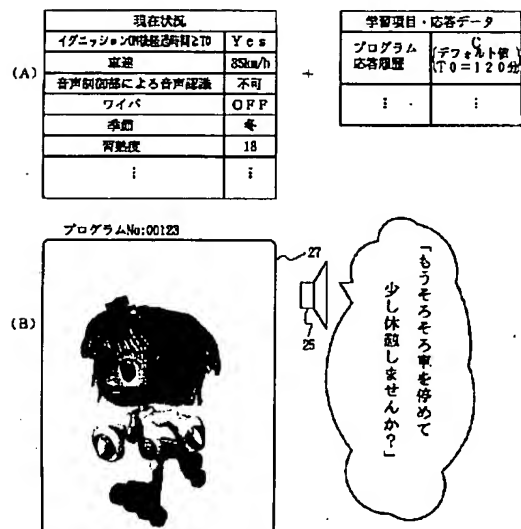 (A)
現在状況
イグニッションON後経過時間≧T0 Yes
車速 85km/h
音声制御部による音声認識 不可
ワイパ OFF
季節 冬
習熟度 18
⋮ ⋮
+
学習項目・応答データ
プログラム応答履歴 G(デフォルト値 T0=120分)
⋮ ⋮
(B)
プログラムNo:00123
27
25
「もうそろそろ車を停めて
少し休憩しませんか?」